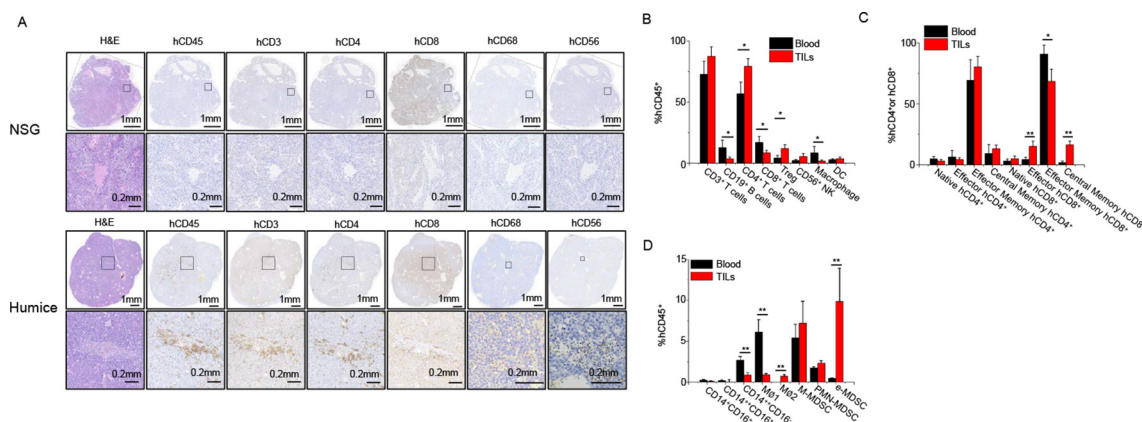 A
H&E hCD45 hCD3 hCD4 hCD8 hCD68 hCD56
NSG
1mm 1mm 1mm 1mm 1mm 1mm 1mm
0.2mm 0.2mm 0.2mm 0.2mm 0.2mm 0.2mm 0.2mm
H&E hCD45 hCD3 hCD4 hCD8 hCD68 hCD56
Humice
1mm 1mm 1mm 1mm 1mm 1mm 1mm
0.2mm 0.2mm 0.2mm 0.2mm 0.2mm 0.2mm 0.2mm
B
Blood
TILs
%hCD45⁺
100
50
0
* * * * *
CD3⁺T cells
CD19⁺ B cells
CD4⁺ T cells
CD8⁺ T cells
Treg
CD56⁺ NK
Macrophage
DC
C
Blood
TILs
%hCD4⁺or hCD8⁺
100
50
0
** * **
Native hCD4⁺
Effector hCD4⁺
Effector Memory hCD4⁺
Central Memory hCD4⁺
Native hCD8⁺
Effector hCD8⁺
Effector Memory hCD8⁺
Central Memory hCD8
D
Blood
TILs
%hCD45⁺
15
10
5
0
** ** ** **
CD14⁺CD16⁺
CD14⁺⁺CD16⁺
CD14⁺⁺CD16⁻
MØ1
MØ2
M-MDSC
PMN-MDSC
e-MDSC